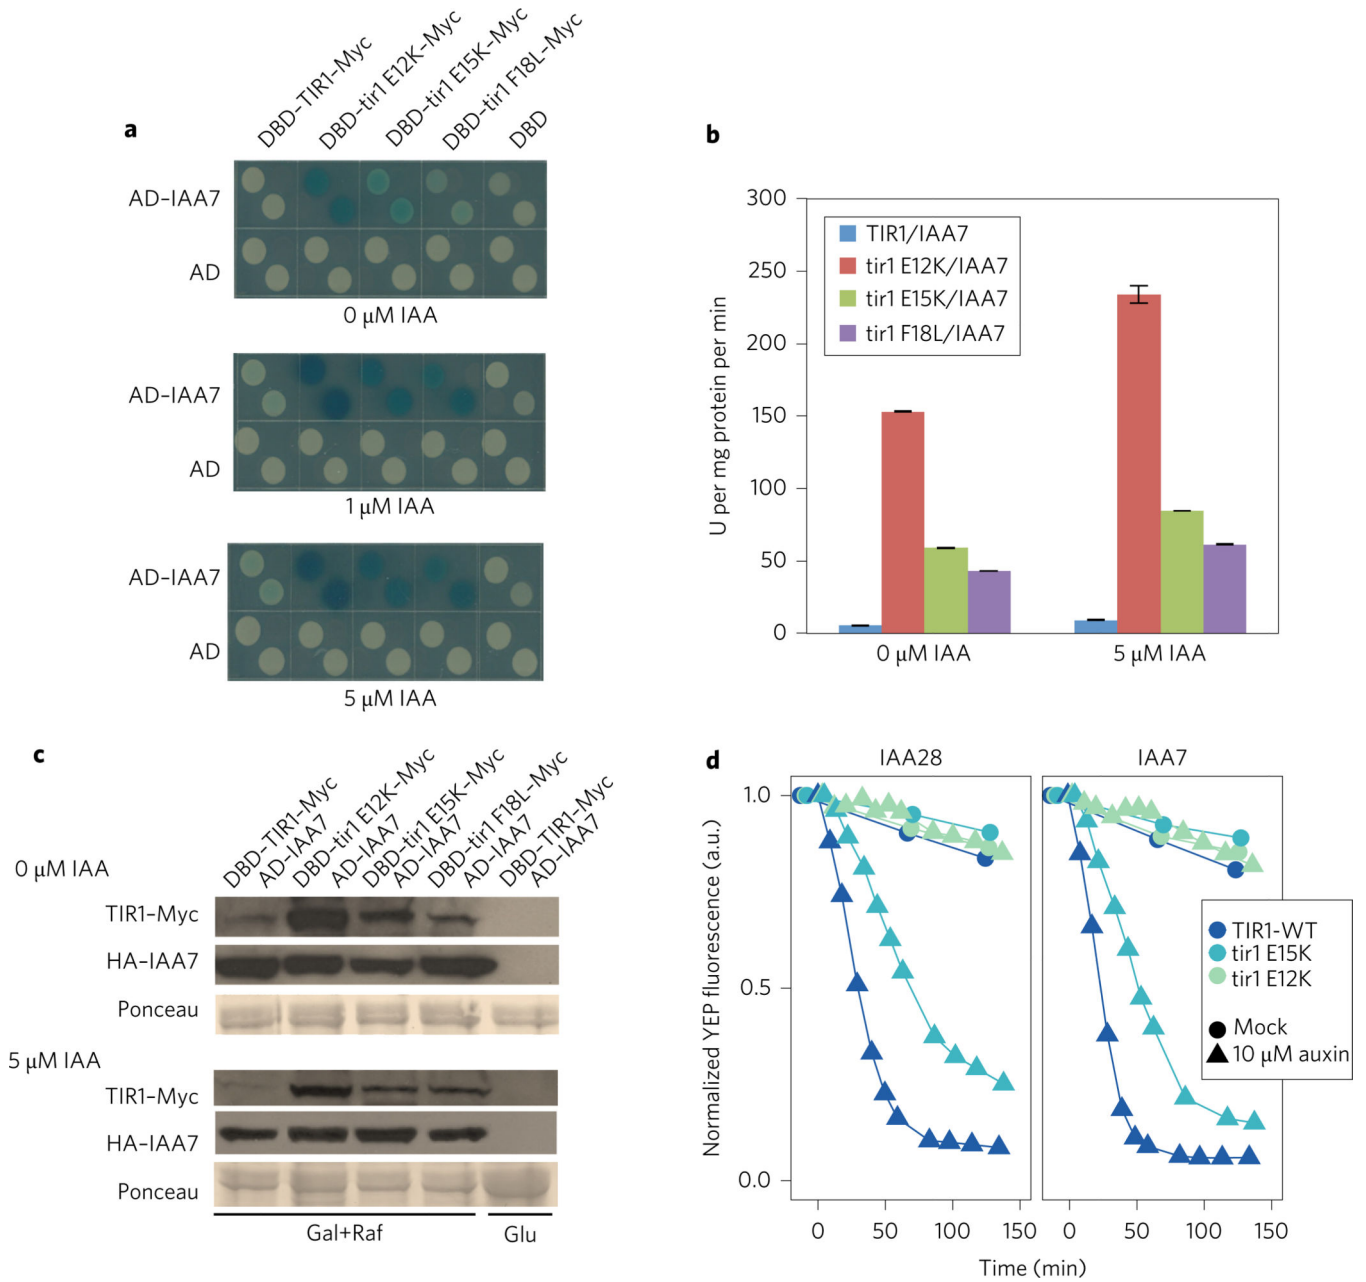 a
DBD-TIR1-Myc
DBD-tir1 E12K-Myc
DBD-tir1 E15K-Myc
DBD-tir1 F18L-Myc
DBD
AD-IAA7
AD
0 μM IAA
AD-IAA7
AD
1 μM IAA
AD-IAA7
AD
5 μM IAA
b
U per mg protein per min
300
250
200
150
100
50
0
TIR1/IAA7
tir1 E12K/IAA7
tir1 E15K/IAA7
tir1 F18L/IAA7
0 μM IAA
5 μM IAA
c
DBD-TIR1-Myc
AD-IAA7
DBD-tir1 E12K-Myc
AD-IAA7
DBD-tir1 E15K-Myc
AD-IAA7
DBD-tir1 F18L-Myc
AD-IAA7
DBD-TIR1-Myc
AD-IAA7
0 μM IAA
TIR1-Myc
HA-IAA7
Ponceau
5 μM IAA
TIR1-Myc
HA-IAA7
Ponceau
Gal+Raf
Glu
d
IAA28
IAA7
Normalized YEP fluorescence (a.u.)
1.0
0.5
0.0
TIR1-WT
tir1 E15K
tir1 E12K
Mock
10 μM auxin
0 50 100 150
0 50 100 150
Time (min)